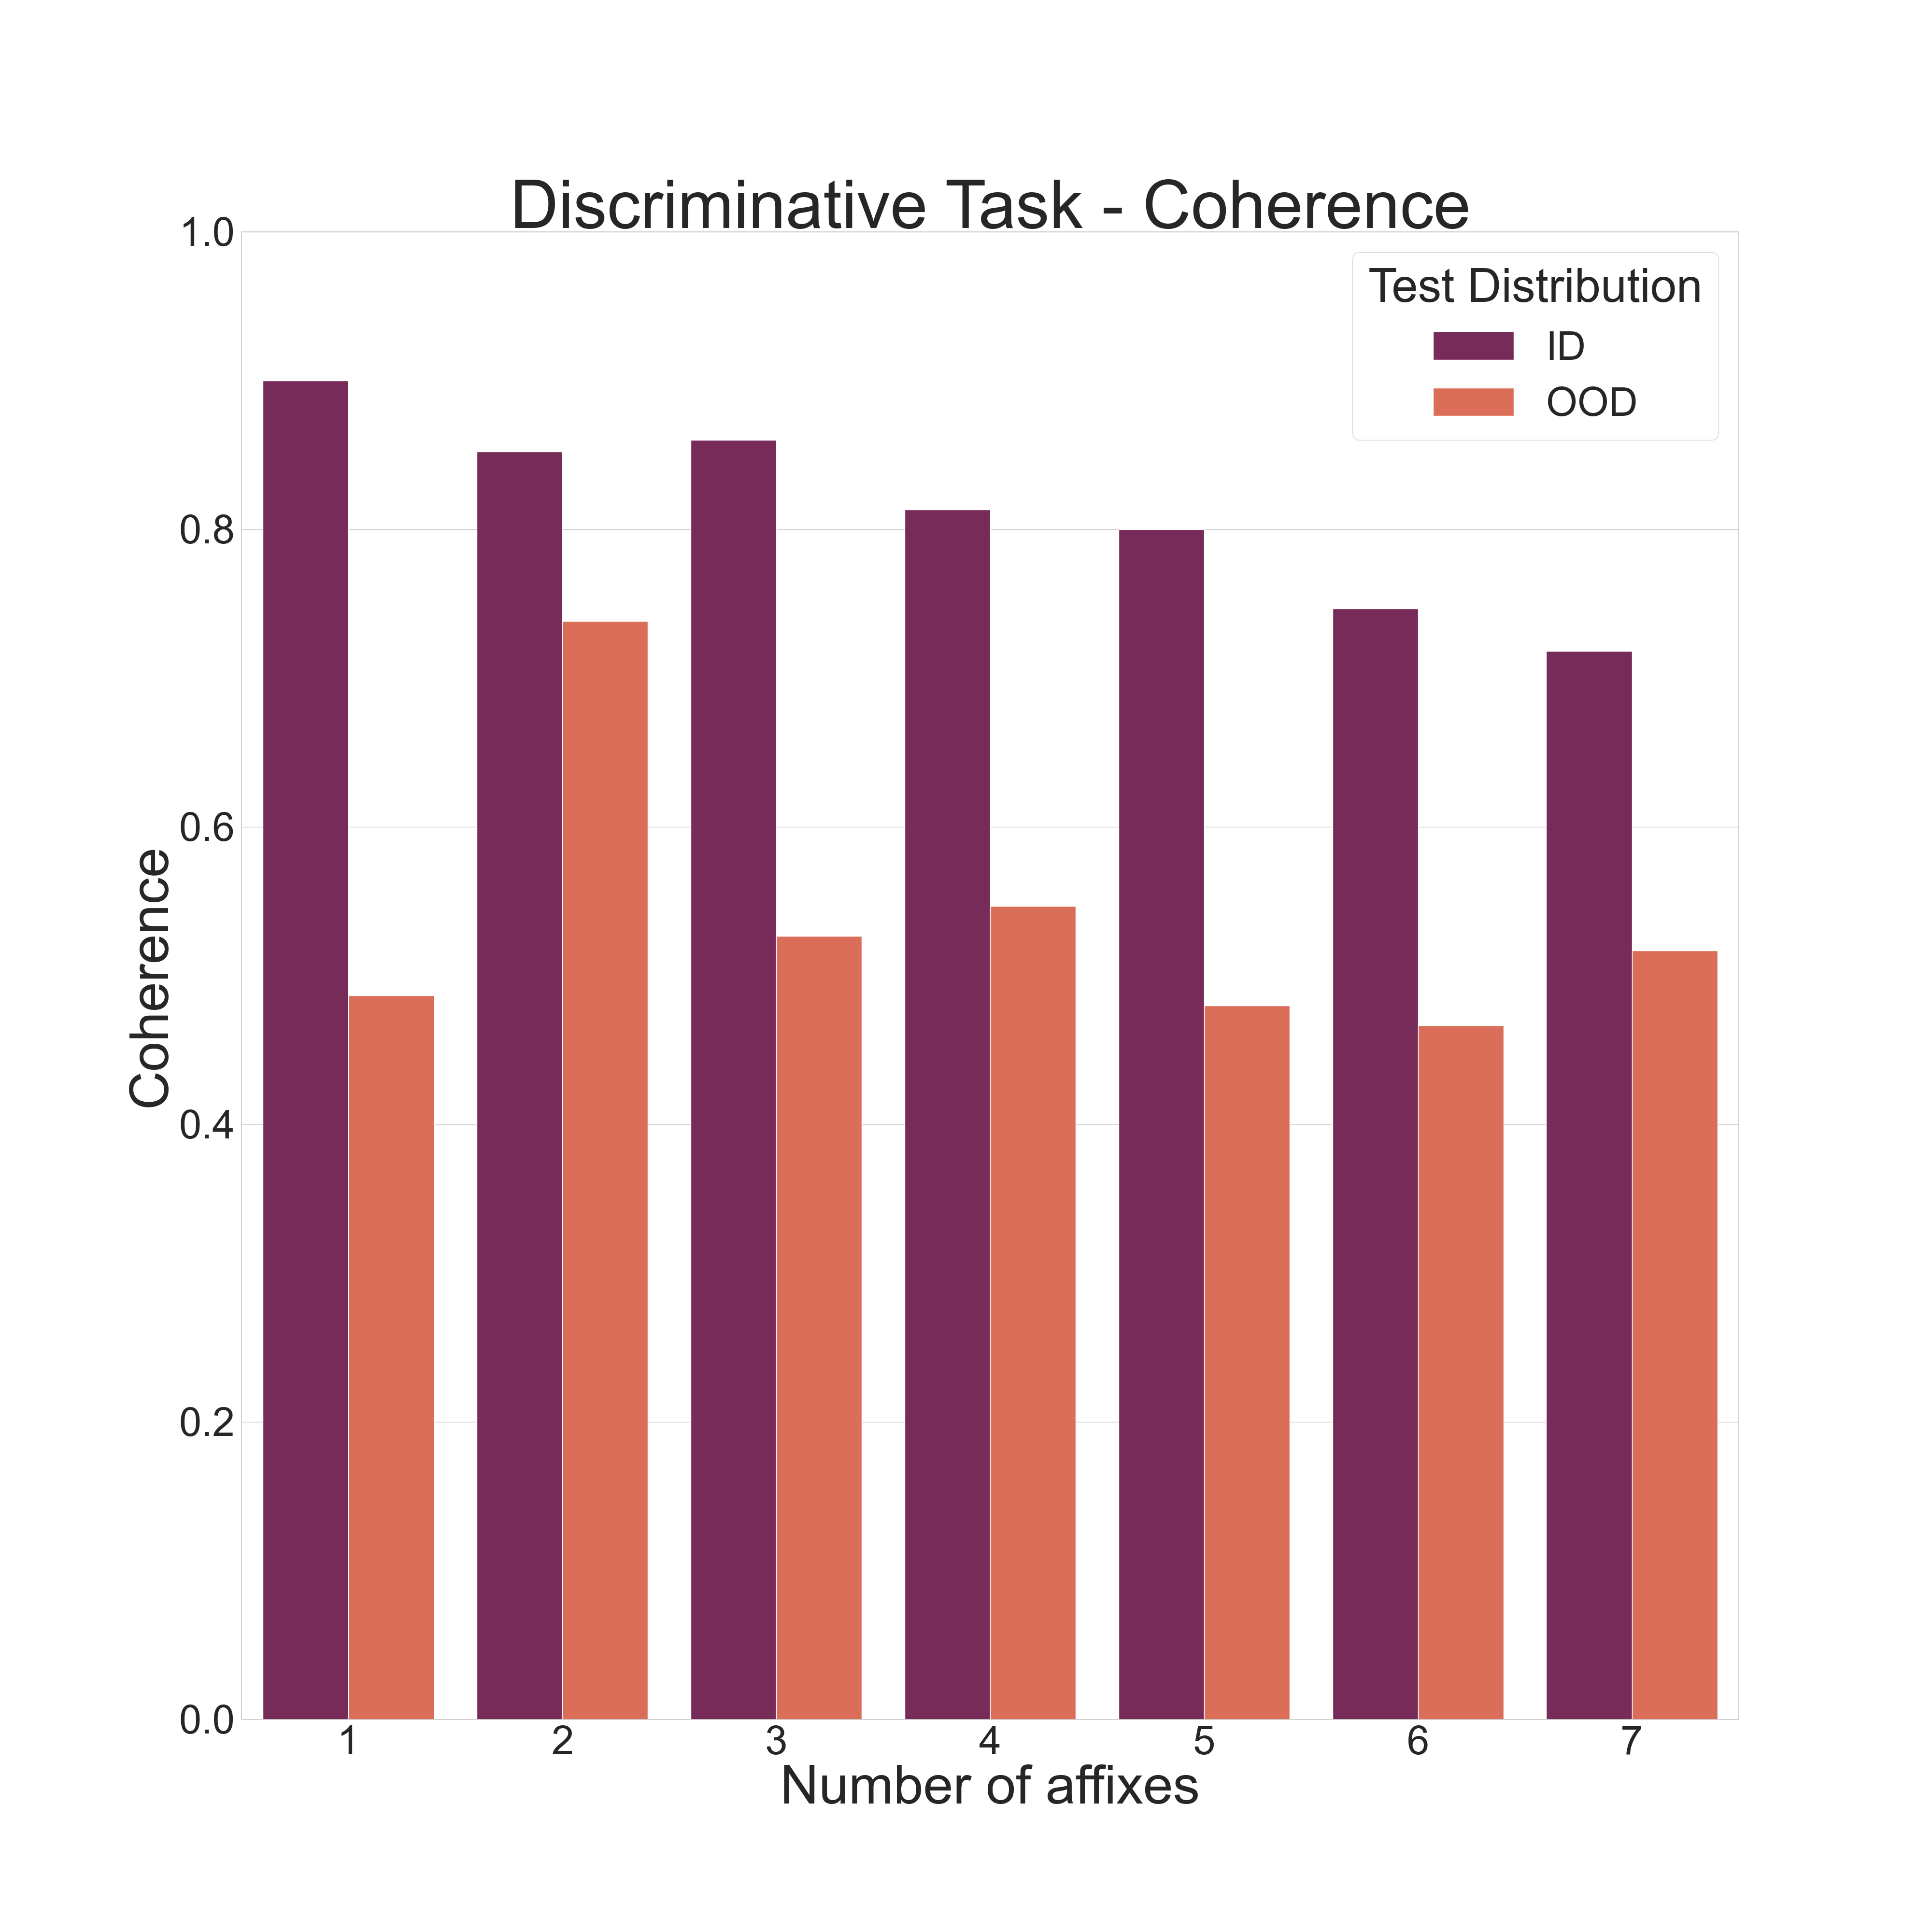 Discriminative Task - Coherence
Test Distribution
ID
OOD
1.0
0.8
0.6
0.4
0.2
0.0
Coherence
1 2 3 4 5 6 7
Number of affixes